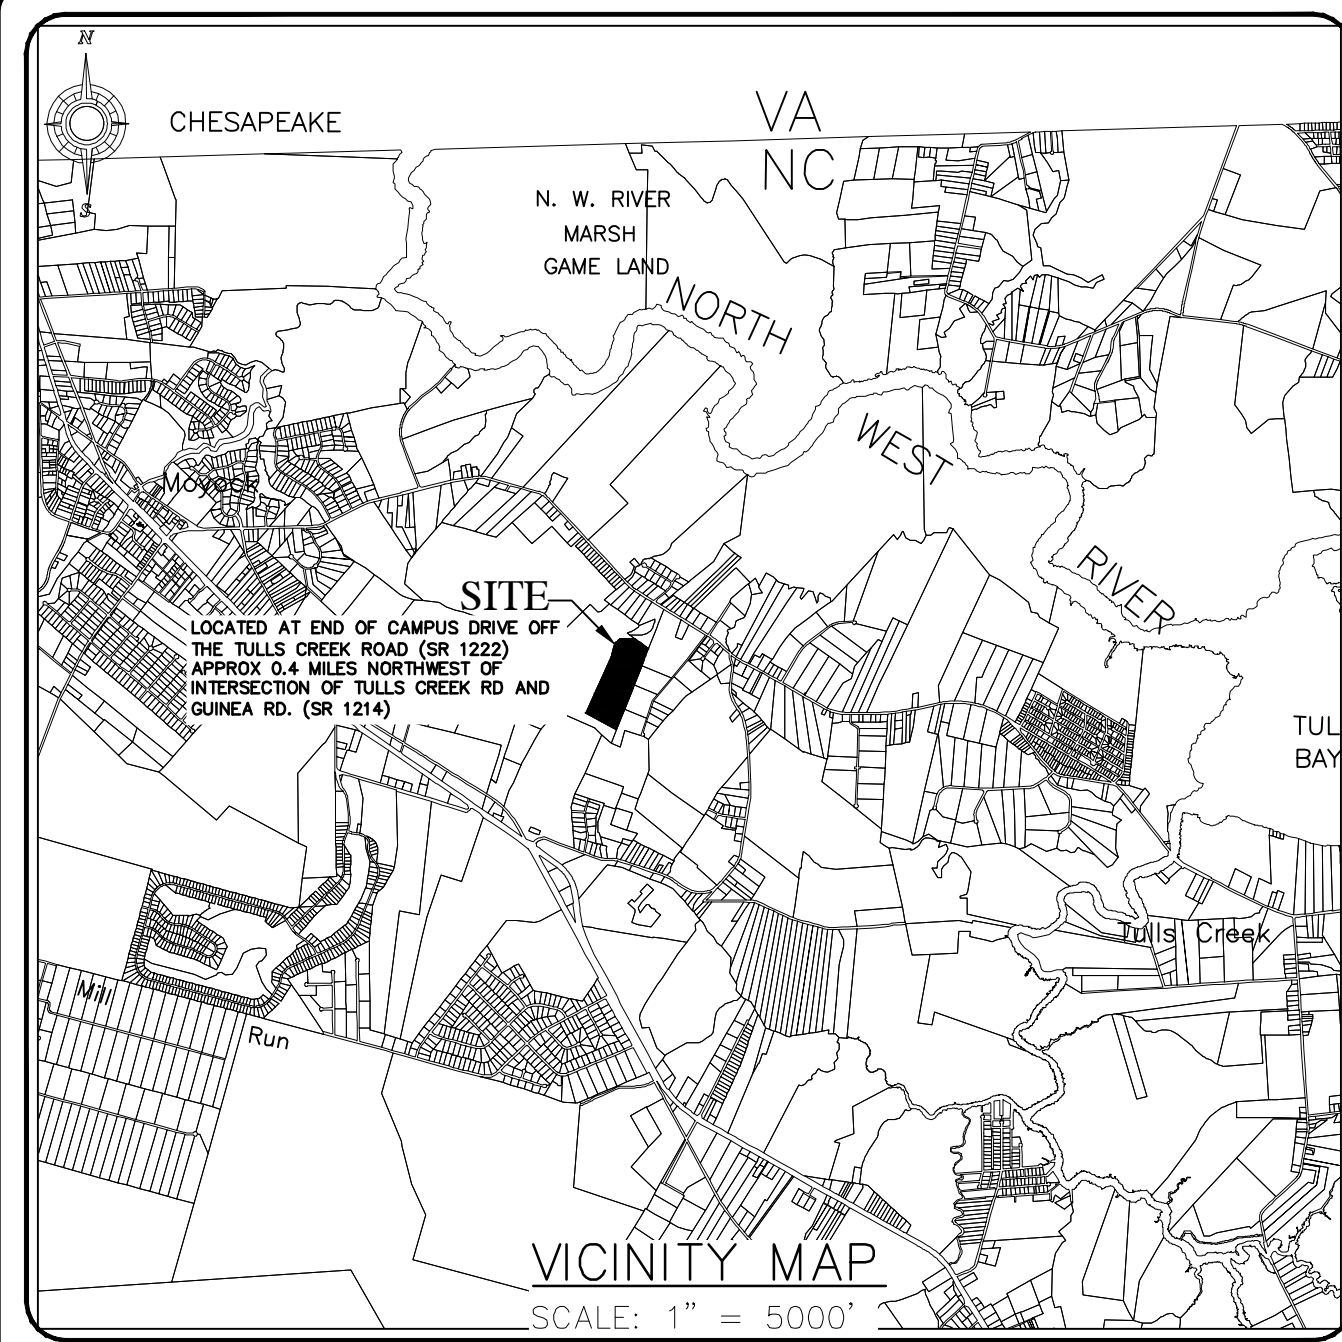 N
CHESAPEAKE
VA
NC
S
N. W. RIVER
MARSH
GAME LAND
NORTH
WEST
RIVER
Moyock
SITE
LOCATED AT END OF CAMPUS DRIVE OFF
THE TULLS CREEK ROAD (SR 1222)
APPROX 0.4 MILES NORTHWEST OF
INTERSECTION OF TULLS CREEK RD AND
GUINEA RD. (SR 1214)
TUL
BAY
Tulls Creek
Mill
Run
VICINITY MAP
SCALE: 1" = 5000'